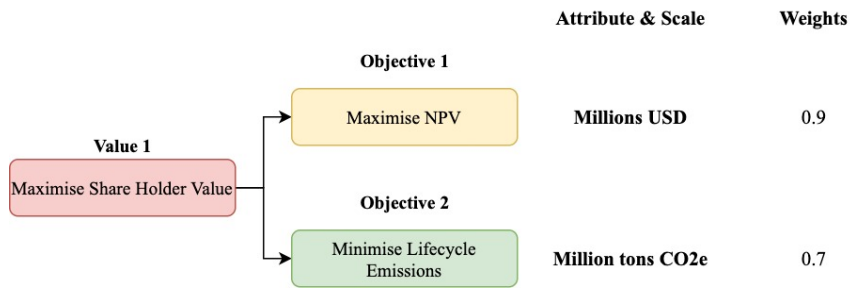 Attribute & Scale
Weights
Objective 1
Maximise NPV
Millions USD
0.9
Value 1
Maximise Share Holder Value
Objective 2
Minimise Lifecycle
Emissions
Million tons CO2e
0.7